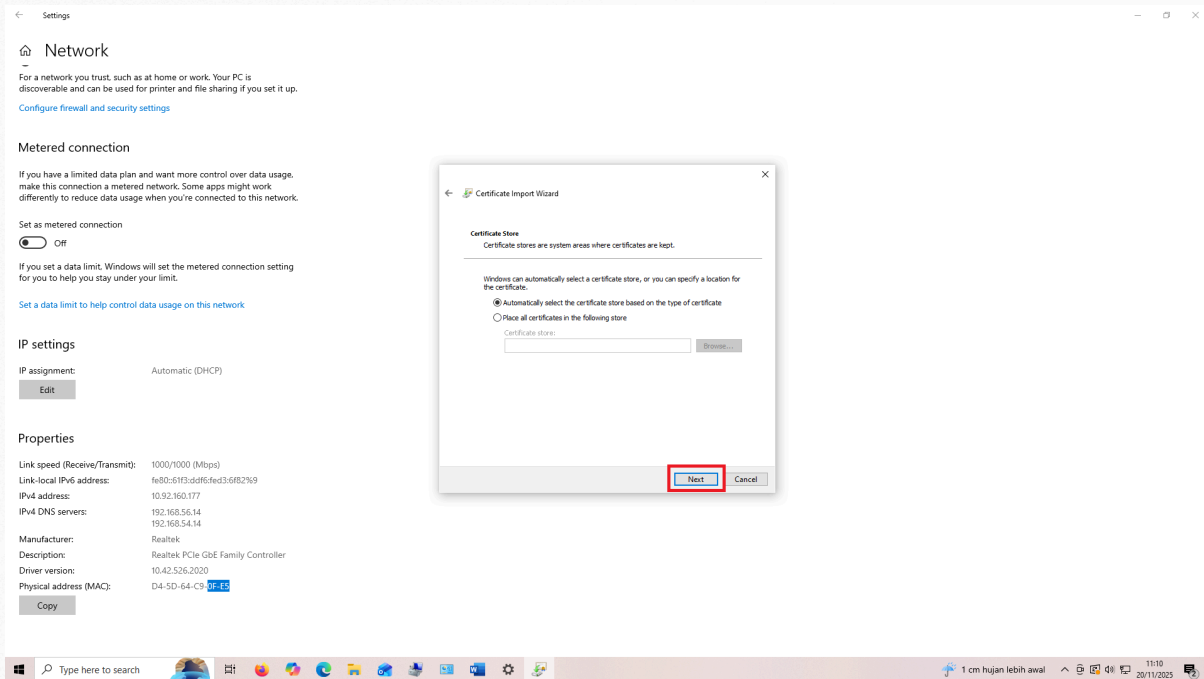 Settings
Network
For a network you trust, such as at home or work. Your PC is
discoverable and can be used for printer and file sharing if you set it up.
Configure firewall and security settings
Metered connection
If you have a limited data plan and want more control over data usage,
make this connection a metered network. Some apps might work
differently to reduce data usage when you're connected to this network.
Set as metered connection
Off
If you set a data limit, Windows will set the metered connection setting
for you to help you stay under your limit.
Set a data limit to help control data usage on this network
IP settings
IP assignment: Automatic (DHCP)
Edit
Properties
Link speed (Receive/Transmit): 1000/1000 (Mbps)
Link-local IPv6 address: fe80::61f3:ddf6:fed3:6f82%9
IPv4 address: 10.92.160.177
IPv4 DNS servers: 192.168.56.14
192.168.54.14
Manufacturer: Realtek
Description: Realtek PCIe GbE Family Controller
Driver version: 10.42.526.2020
Physical address (MAC): D4-5D-64-C9-0F-E5
Copy
Certificate Import Wizard
Certificate Store
Certificate stores are system areas where certificates are kept.
Windows can automatically select a certificate store, or you can specify a location for
the certificate.
Automatically select the certificate store based on the type of certificate
Place all certificates in the following store
Certificate store:
Browse...
Next Cancel
Type here to search
1 cm hujan lebih awal
11:10
20/11/2025
2